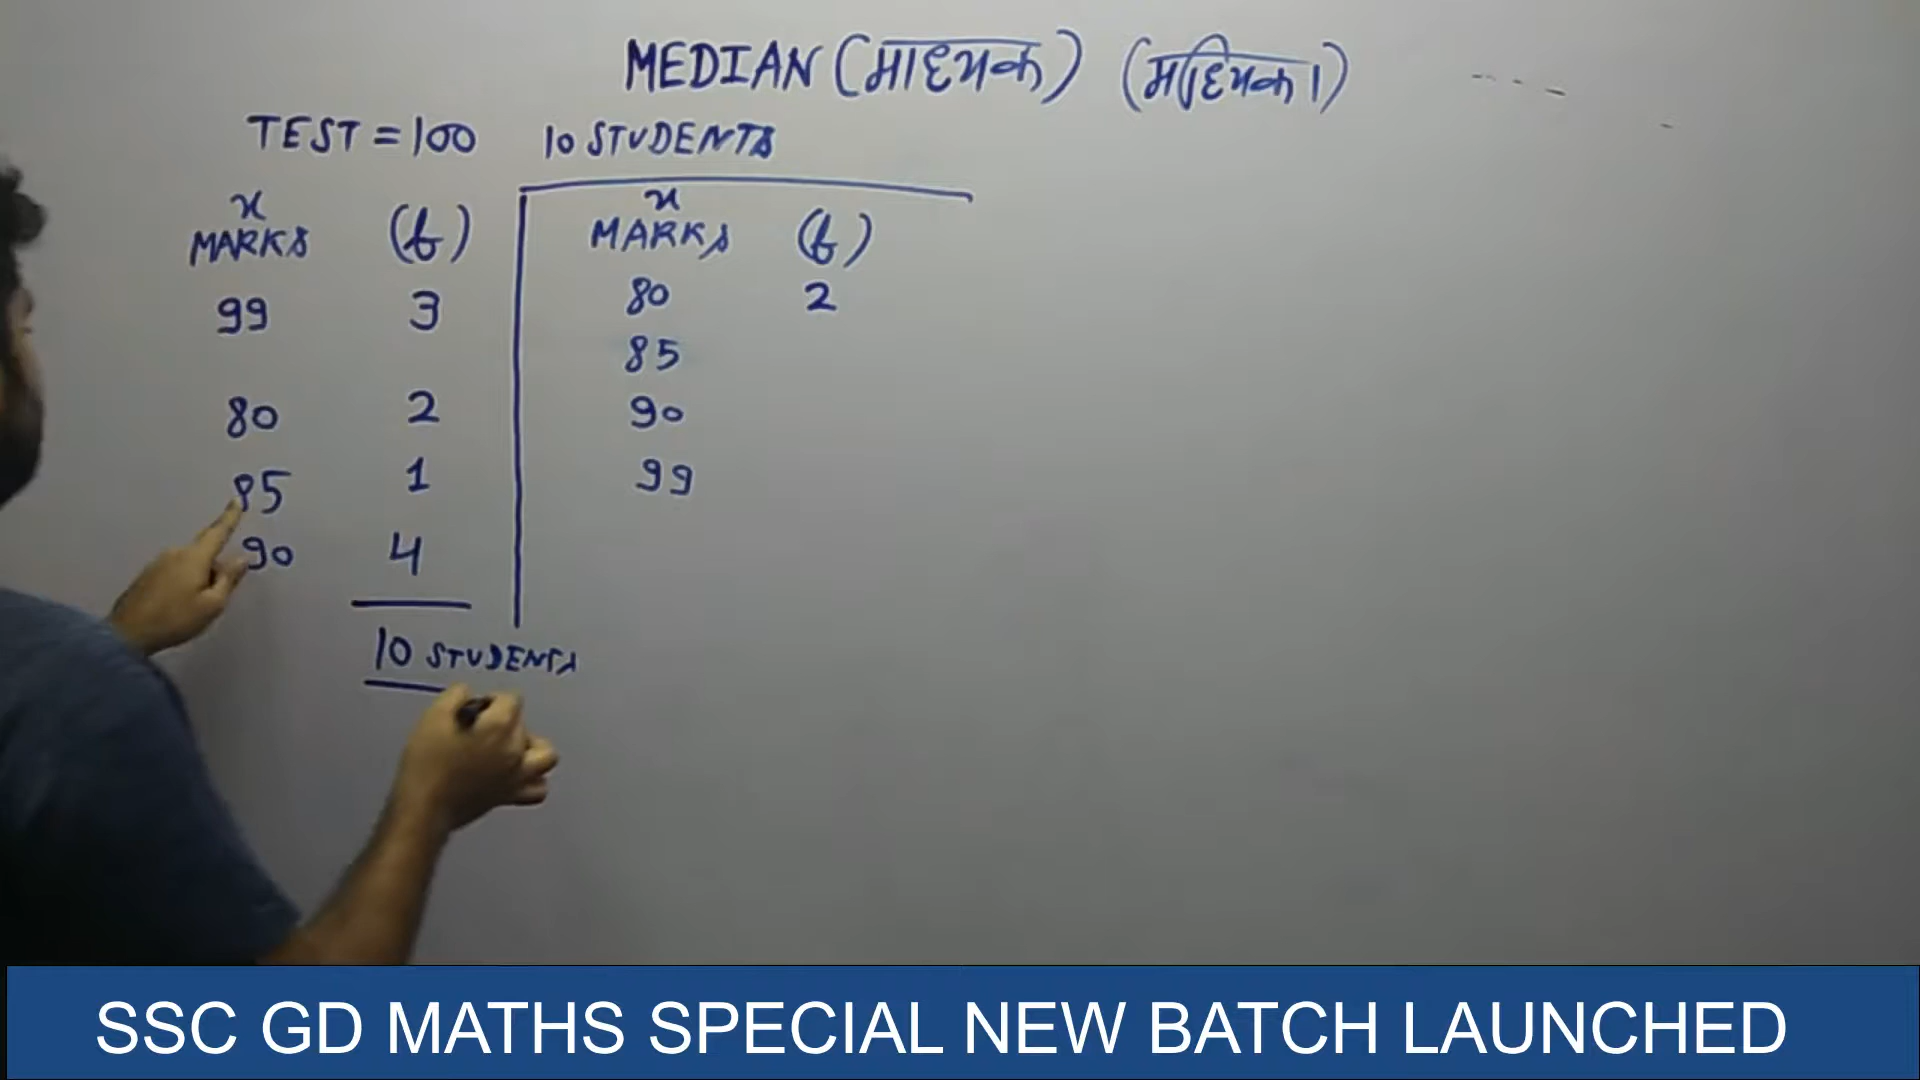 MEDIAN (माध्यक) (मध्यिका)
TEST = 100 10 STUDENTS
x
MARKS (f)
99 3
80 2
85 1
90 4
10 STUDENTS
x
MARKS (f)
80 2
85
90
99
SSC GD MATHS SPECIAL NEW BATCH LAUNCHED